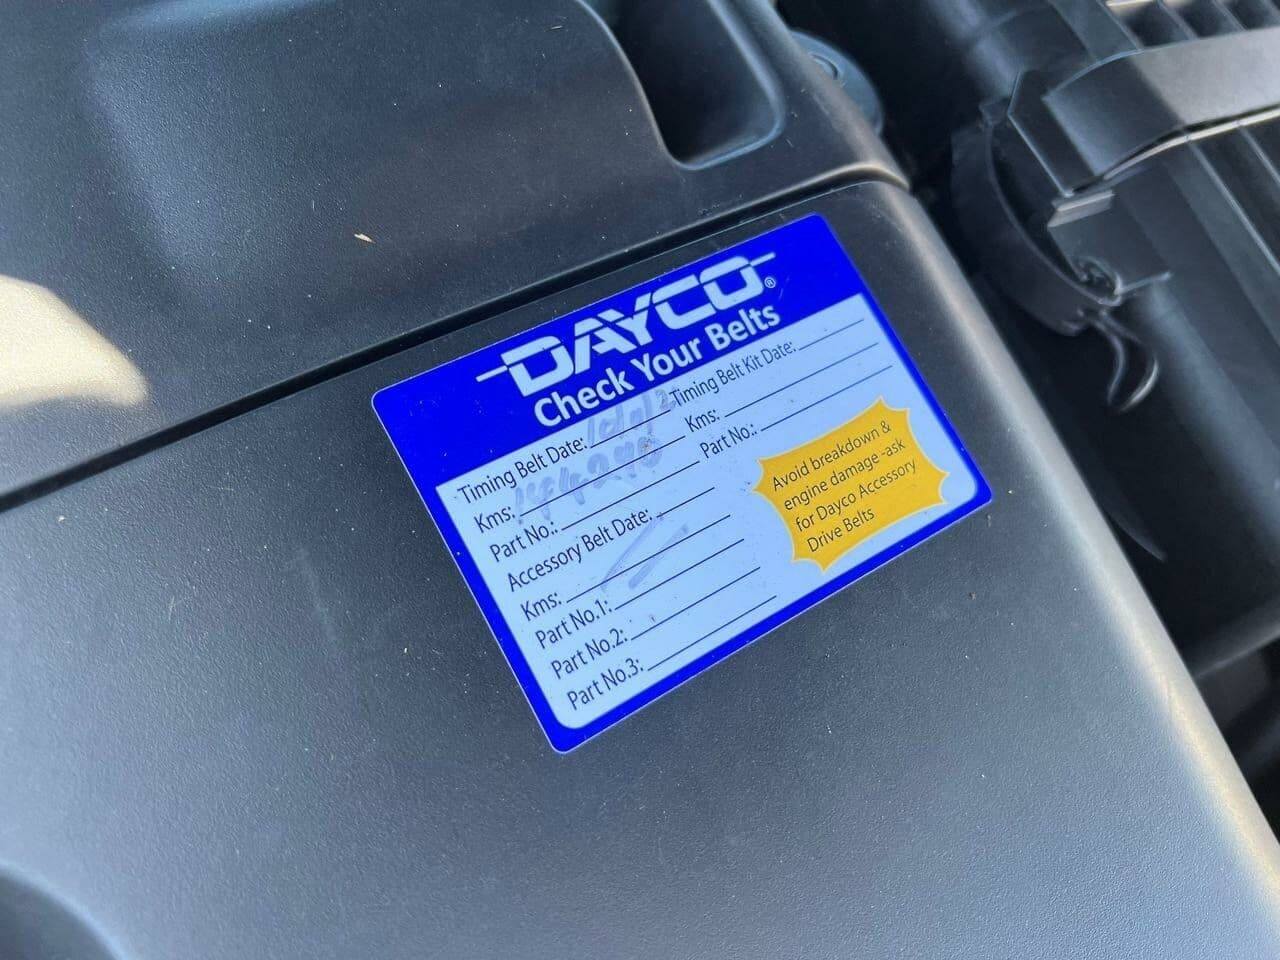 DAYCO®
Check Your Belts
Timing Belt Date:
Kms: 144240
Part No.:
Accessory Belt Date:
Kms:
Part No.1:
Part No.2:
Part No.3:
Timing Belt Kit Date:
Kms:
Part No.:
Avoid breakdown &
engine damage -ask
for Dayco Accessory
Drive Belts